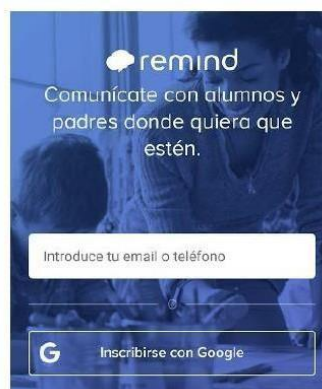 remind
Comunícate con alumnos y
padres donde quiera que
estén.
Introduce tu email o teléfono
o
G
Inscribirse con Google